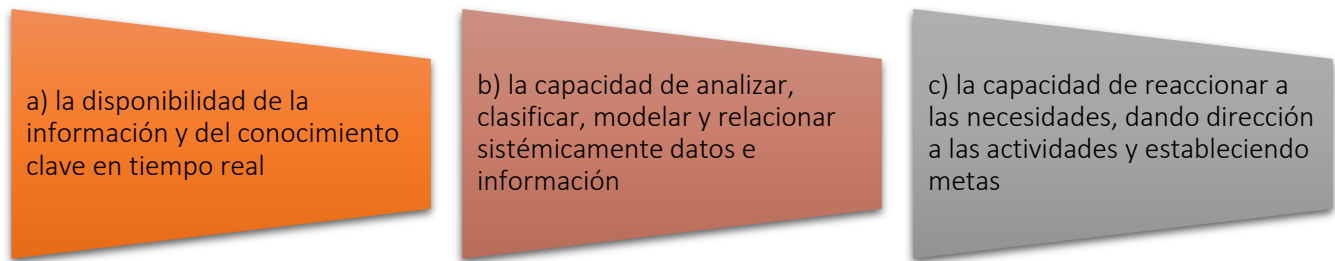 a) la disponibilidad de la
información y del conocimiento
clave en tiempo real
b) la capacidad de analizar,
clasificar, modelar y relacionar
sistémicamente datos e
información
c) la capacidad de reaccionar a
las necesidades, dando dirección
a las actividades y estableciendo
metas